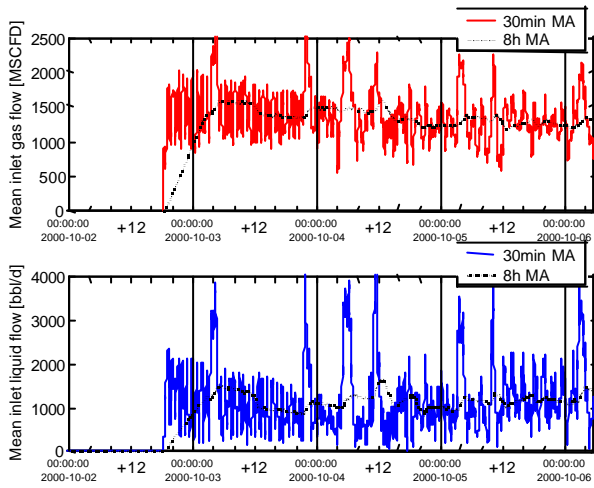 30min MA
8h MA
Mean inlet gas flow [MSCFD]
2500
2000
1500
1000
500
0
00:00:00 +12 00:00:00 +12 00:00:00 +12 00:00:00 +12 00:00:00
2000-10-02 2000-10-03 2000-10-04 2000-10-05 2000-10-06
30min MA
8h MA
Mean inlet liquid flow [bbl/d]
4000
3000
2000
1000
0
00:00:00 +12 00:00:00 +12 00:00:00 +12 00:00:00 +12 00:00:00
2000-10-02 2000-10-03 2000-10-04 2000-10-05 2000-10-06